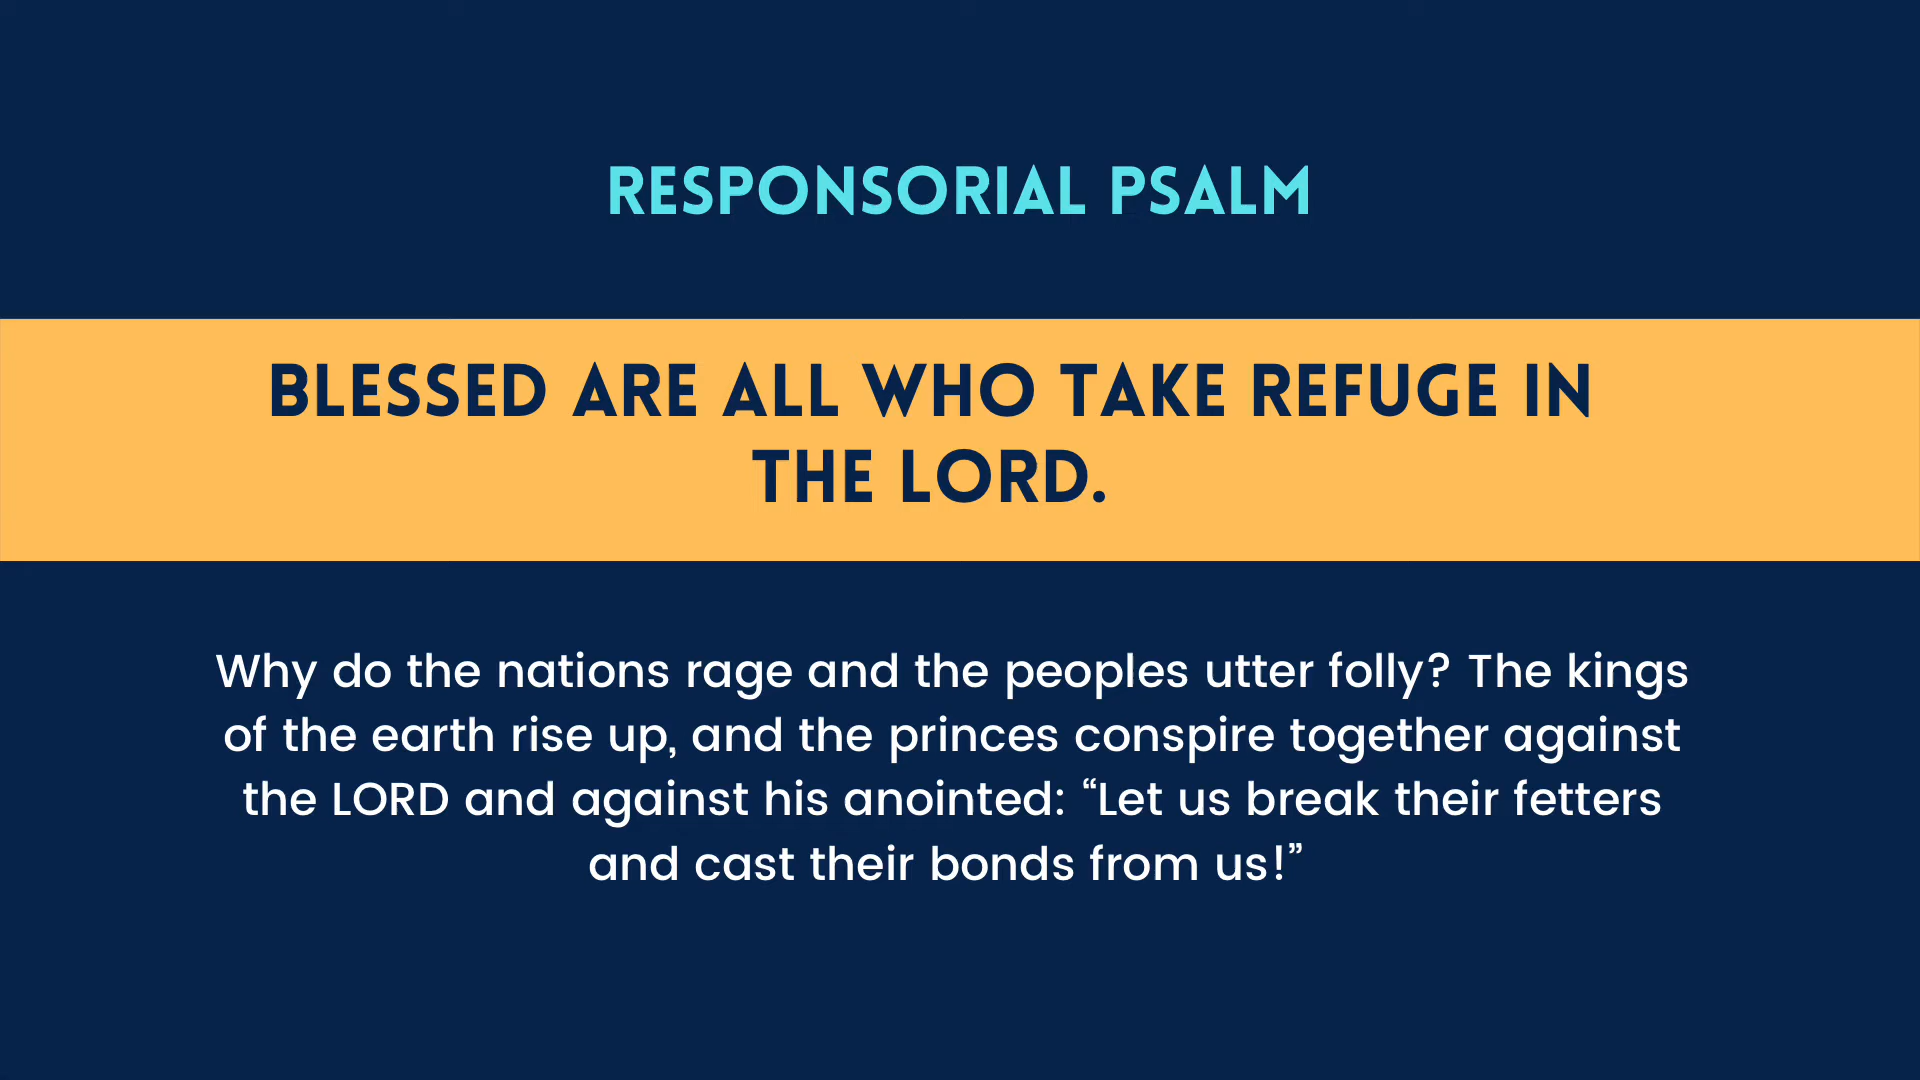 RESPONSORIAL PSALM
BLESSED ARE ALL WHO TAKE REFUGE IN
THE LORD.
Why do the nations rage and the peoples utter folly? The kings
of the earth rise up, and the princes conspire together against
the LORD and against his anointed: “Let us break their fetters
and cast their bonds from us!”